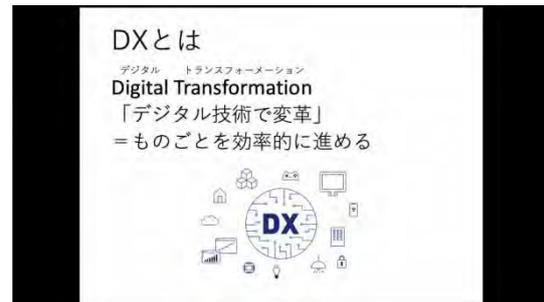 DXとは
デジタル トランスフォーメーション
Digital Transformation
「デジタル技術で変革」
＝ものごとを効率的に進める
DX